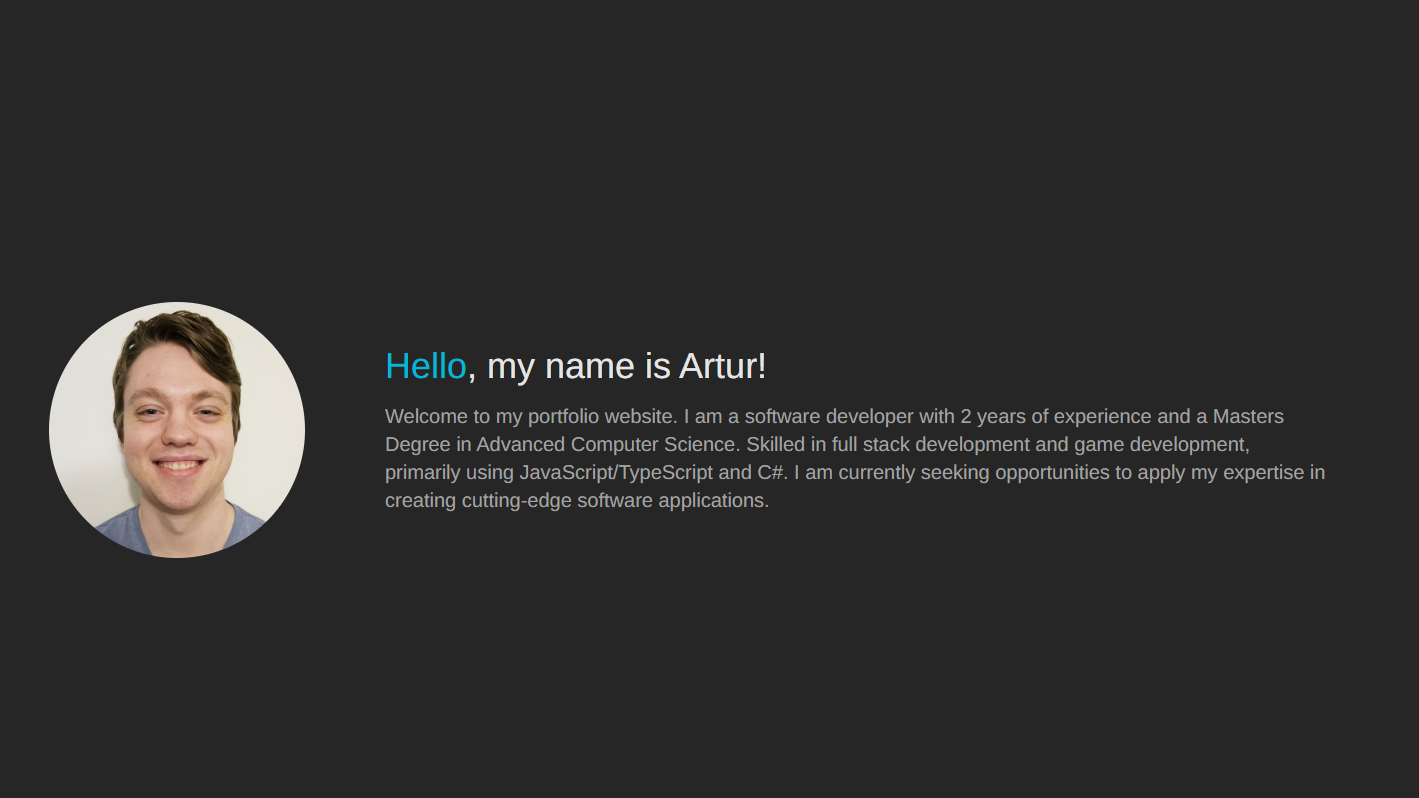 Hello, my name is Artur!
Welcome to my portfolio website. I am a software developer with 2 years of experience and a Masters
Degree in Advanced Computer Science. Skilled in full stack development and game development,
primarily using JavaScript/TypeScript and C#. I am currently seeking opportunities to apply my expertise in
creating cutting-edge software applications.